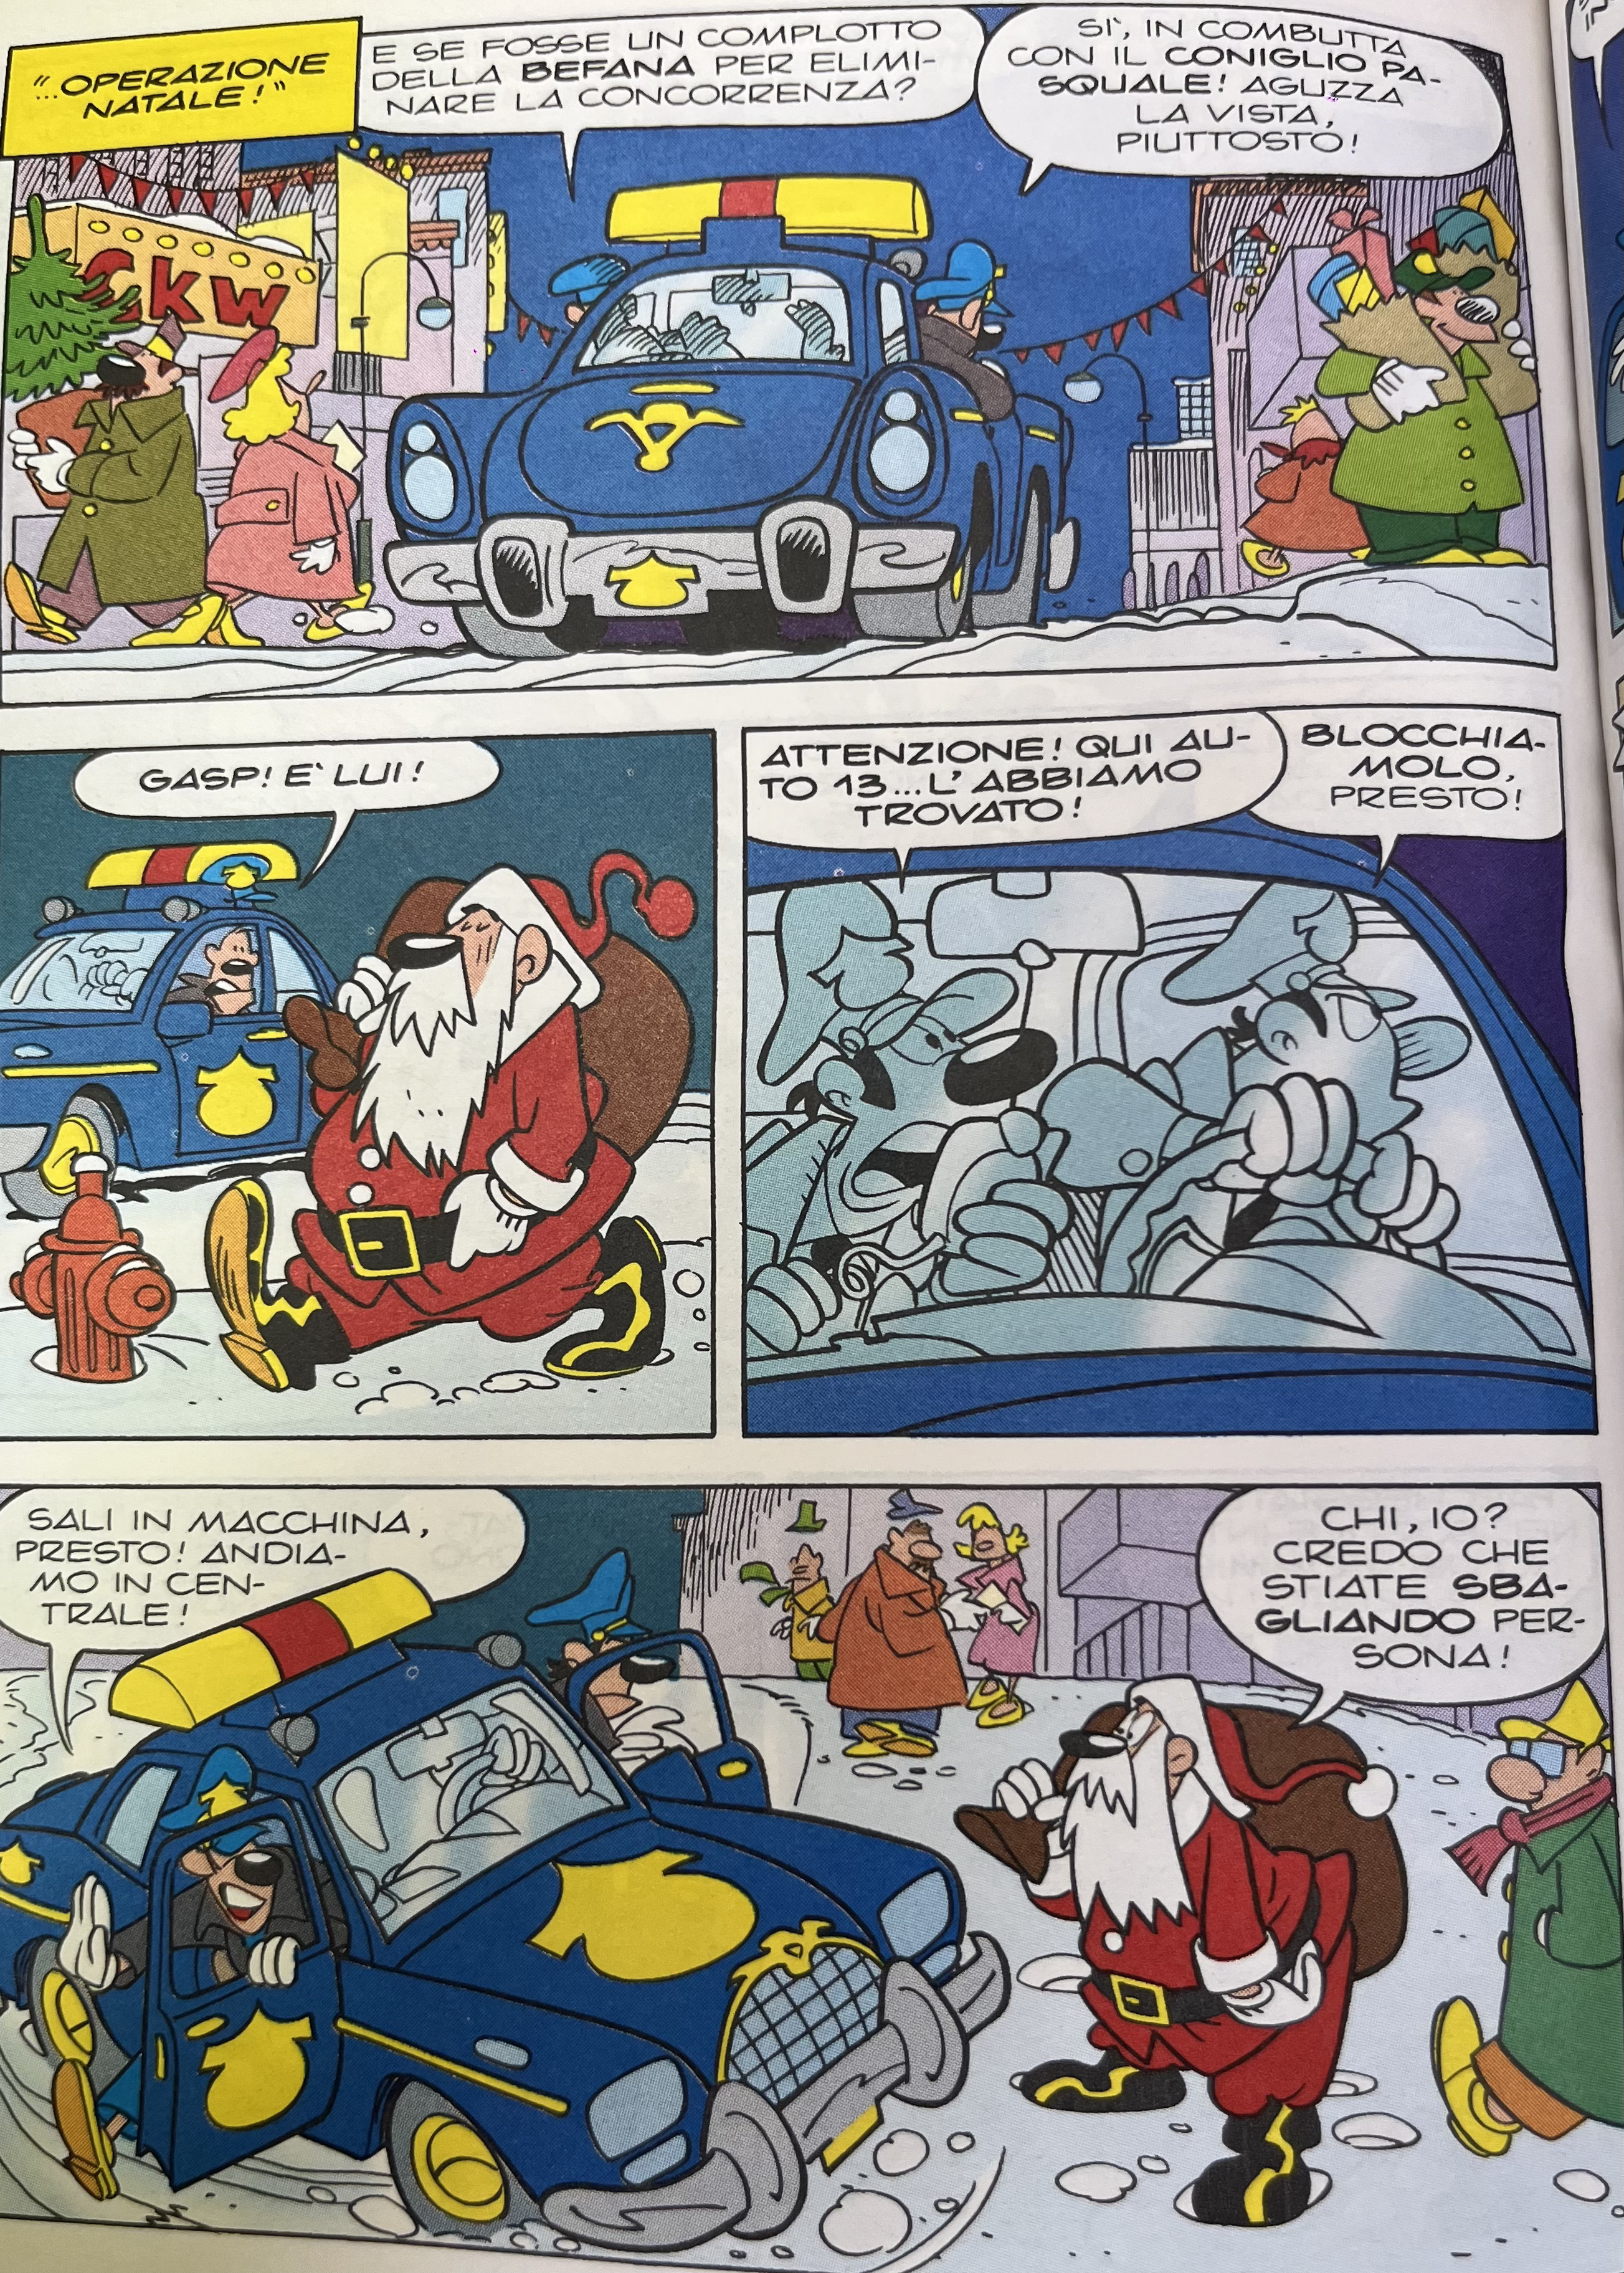 "...OPERAZIONE
NATALE!"
E SE FOSSE UN COMPLOTTO
DELLA BEFANA PER ELIMI-
NARE LA CONCORRENZA?
SI', IN COMBUTTA
CON IL CONIGLIO PA-
SQUALE! AGUZZA
LA VISTA,
PIUTTOSTO!
CKW
GASP! E' LUI!
ATTENZIONE! QUI AU-
TO 13...L'ABBIAMO
TROVATO!
BLOCCHIA-
MOLO,
PRESTO!
SALI IN MACCHINA,
PRESTO! ANDIA-
MO IN CEN-
TRALE!
CHI, IO?
CREDO CHE
STIATE SBA-
GLIANDO PER-
SONA!